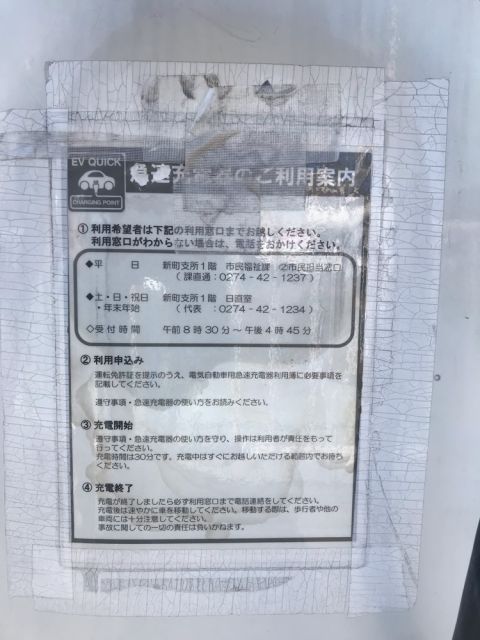 EV QUICK
CHARGING POINT
急速充電器のご利用案内
① 利用希望者は下記の利用窓口までお越しください。
利用窓口がわからない場合は、電話をおかけください。
◆平　　日　新町支所１階　市民福祉課　②市民担当窓口
（課直通：0274-42-1237）
◆土・日・祝日　新町支所１階　日直室
・年末年始　（代表　：0274-42-1234）
◇受付時間　午前８時３０分～午後４時４５分
② 利用申込み
運転免許証を提示のうえ、電気自動車用急速充電器利用簿に必要事項を
記載してください。
遵守事項・急速充電器の使い方をお読みください。
③ 充電開始
遵守事項・急速充電器の使い方を守り、操作は利用者が責任をもって
行ってください。
充電時間は30分です。充電中はすぐにお越しいただける範囲内でお待ち
ください。
④ 充電終了
充電が終了しましたら必ず利用窓口まで電話連絡をしてください。
充電後は速やかに車を移動してください。移動する際は、歩行者や他の
車両には十分注意してください。
事故に関しての一切の責任は負いかねます。